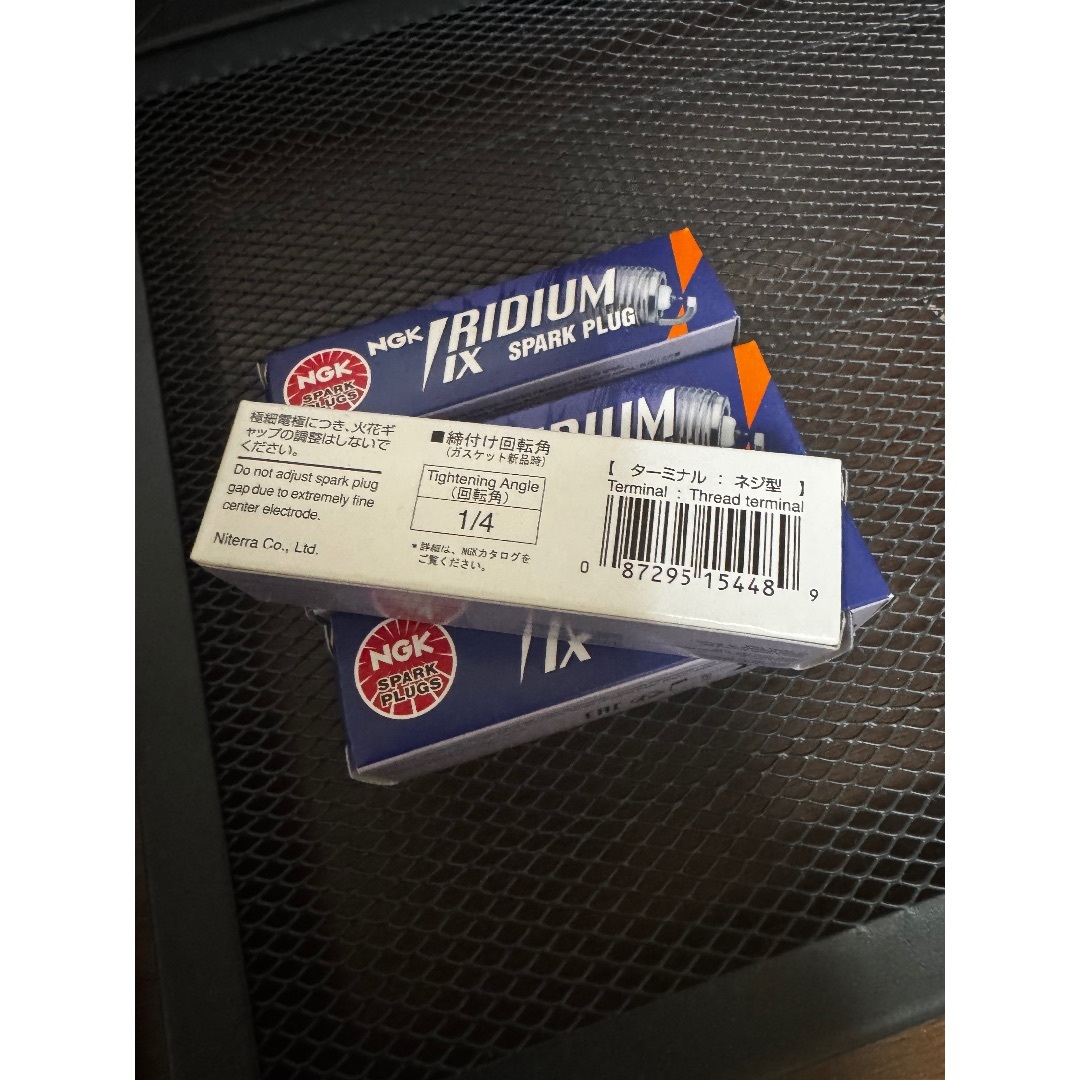 NGK IRIDIUM
IX SPARK PLUG
NGK
SPARK
PLUGS
極細電極につき、火花ギ
ャップの調整はしないで
ください。
Do not adjust spark plug
gap due to extremely fine
center electrode.
Niterra Co., Ltd.
■締付け回転角
(ガスケット新品時)
Tightening Angle
(回転角)
1/4
*詳細は、NGKカタログを
ご覧ください。
【 ターミナル : ネジ型 】
Terminal : Thread terminal
0 87295 15448 9
IX
NGK
SPARK
PLUGS